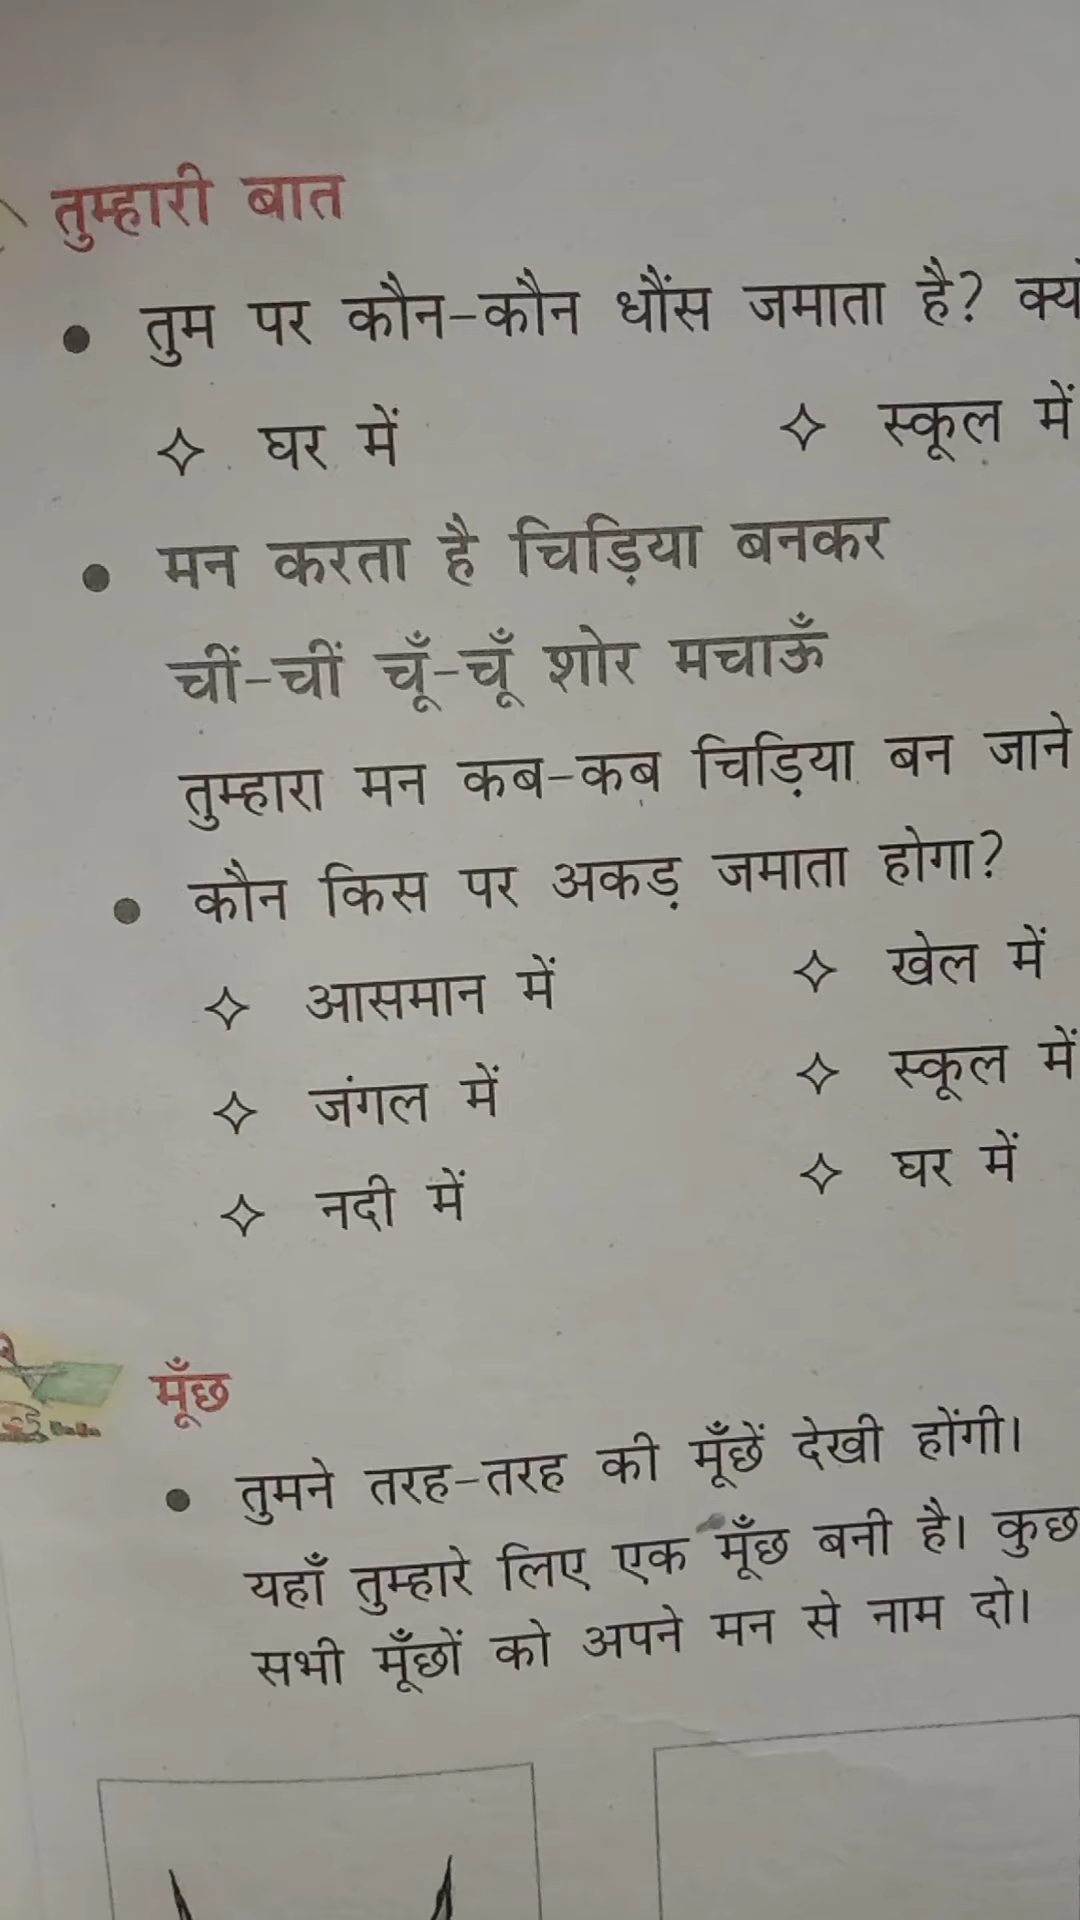 तुम्हारी बात
• तुम पर कौन-कौन धौंस जमाता है?
✧ घर में ✧ स्कूल में
• मन करता है चिड़िया बनकर
चीं-चीं चूँ-चूँ शोर मचाऊँ
तुम्हारा मन कब-कब चिड़िया बन जाने
• कौन किस पर अकड़ जमाता होगा?
✧ आसमान में ✧ खेल में
✧ जंगल में ✧ स्कूल में
✧ नदी में ✧ घर में
मूँछ
• तुमने तरह-तरह की मूँछें देखी होंगी।
यहाँ तुम्हारे लिए एक मूँछ बनी है। कुछ
सभी मूँछों को अपने मन से नाम दो।